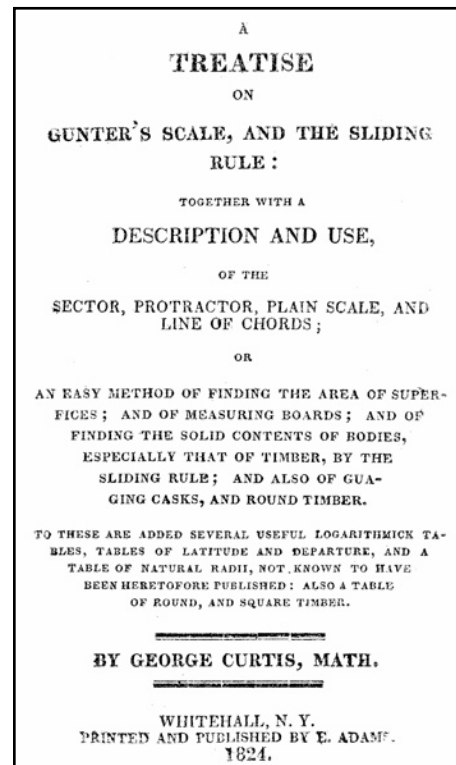 A
TREATISE
ON
GUNTER'S SCALE, AND THE SLIDING
RULE:
TOGETHER WITH A
DESCRIPTION AND USE,
OF THE
SECTOR, PROTRACTOR, PLAIN SCALE, AND
LINE OF CHORDS;
OR
AN EASY METHOD OF FINDING THE AREA OF SUPER-
FICES; AND OF MEASURING BOARDS; AND OF
FINDING THE SOLID CONTENTS OF BODIES,
ESPECIALLY THAT OF TIMBER, BY THE
SLIDING RULE; AND ALSO OF GUA-
GING CASKS, AND ROUND TIMBER.
TO THESE ARE ADDED SEVERAL USEFUL LOGARITHMICK TA-
BLES, TABLES OF LATITUDE AND DEPARTURE, AND A
TABLE OF NATURAL RADII, NOT KNOWN TO HAVE
BEEN HERETOFORE PUBLISHED: ALSO A TABLE
OF ROUND, AND SQUARE TIMBER.
BY GEORGE CURTIS, MATH.
WHITEHALL, N. Y.
PRINTED AND PUBLISHED BY E. ADAMS.
1824.